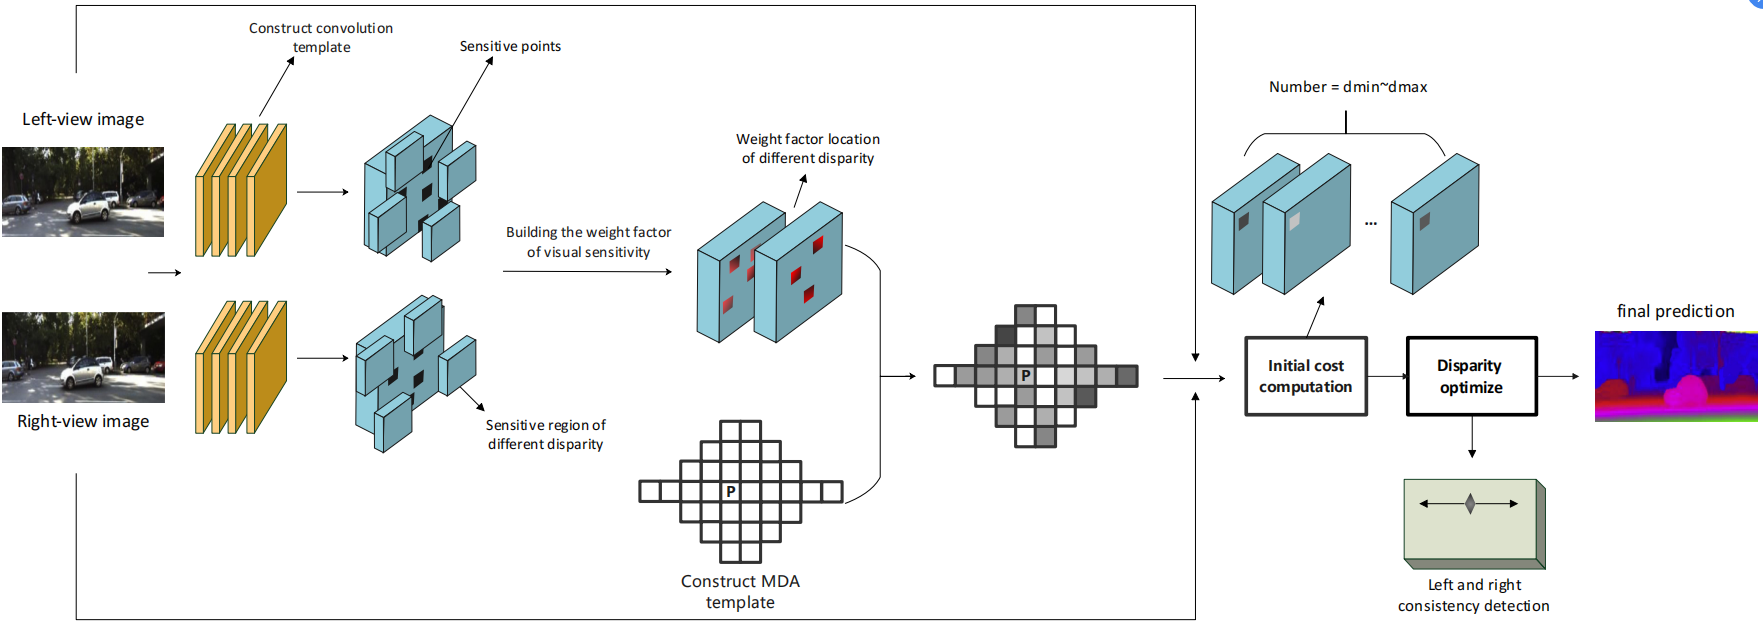 Construct convolution
template
Sensitive points
Left-view image
Right-view image
Building the weight factor
of visual sensitivity
Sensitive region of
different disparity
Weight factor location
of different disparity
P
Construct MDA
template
P
Number = dmin~dmax
...
Initial cost
computation
Disparity
optimize
final prediction
Left and right
consistency detection